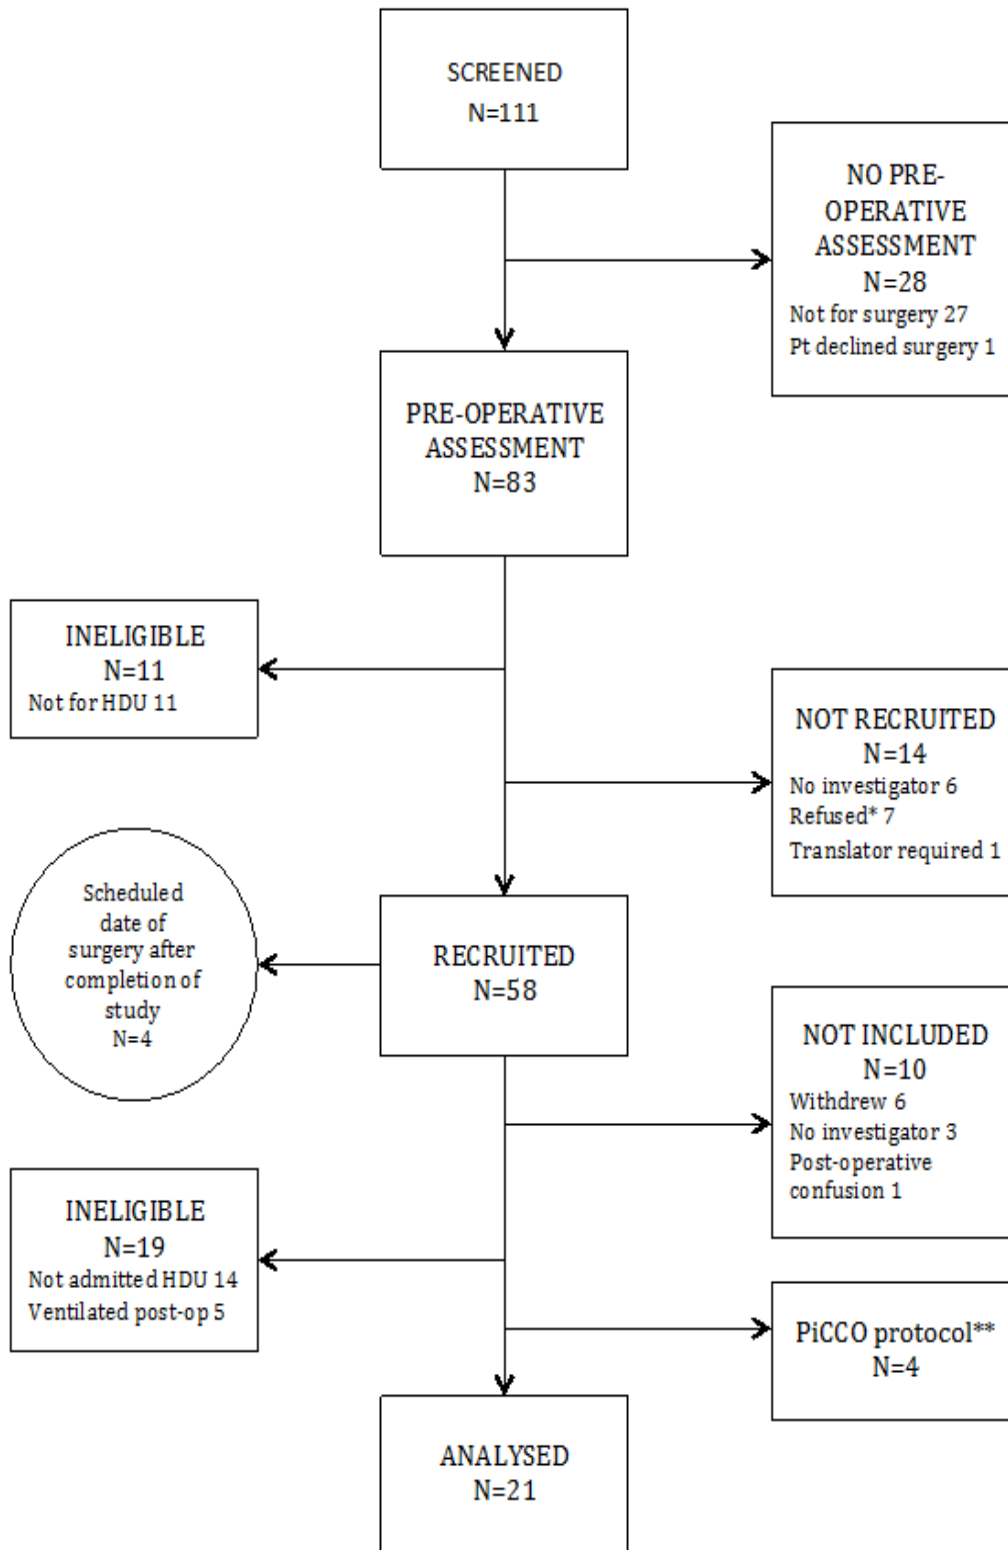 SCREENED
N=111
NO PRE-
OPERATIVE
ASSESSMENT
N=28
Not for surgery 27
Pt declined surgery 1
PRE-OPERATIVE
ASSESSMENT
N=83
INELIGIBLE
N=11
Not for HDU 11
NOT RECRUITED
N=14
No investigator 6
Refused* 7
Translator required 1
Scheduled
date of
surgery after
completion of
study
N=4
RECRUITED
N=58
NOT INCLUDED
N=10
Withdrew 6
No investigator 3
Post-operative
confusion 1
INELIGIBLE
N=19
Not admitted HDU 14
Ventilated post-op 5
PiCCO protocol**
N=4
ANALYSED
N=21